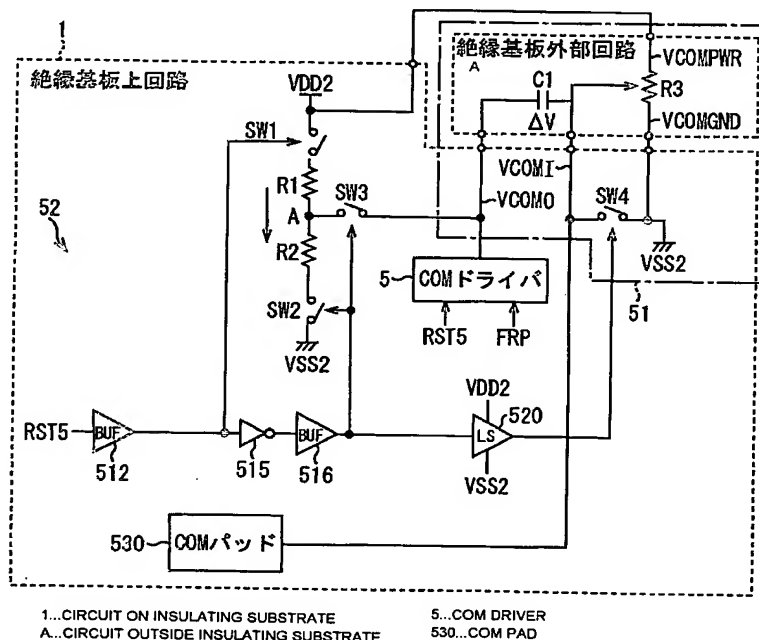 1
絶縁基板外部回路
A
VCOMPWR
絶縁基板上回路
VDD2
C1
R3
ΔV
VCOMGND
SW1
VCOMI
R1
SW3
SW4
52
A
VCOMO
R2
VSS2
5
COMドライバ
51
SW2
RST5
FRP
VSS2
VDD2
520
RST5
BUF
BUF
LS
512
515
516
VSS2
530
COMパッド
1...CIRCUIT ON INSULATING SUBSTRATE
5...COM DRIVER
A...CIRCUIT OUTSIDE INSULATING SUBSTRATE
530...COM PAD